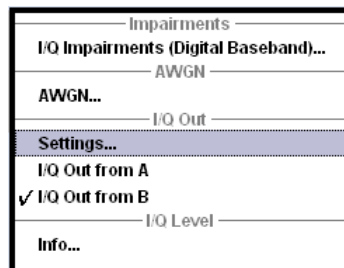 Impairments
I/Q Impairments (Digital Baseband)...
AWGN
AWGN...
I/Q Out
Settings...
I/Q Out from A
✓ I/Q Out from B
I/Q Level
Info...